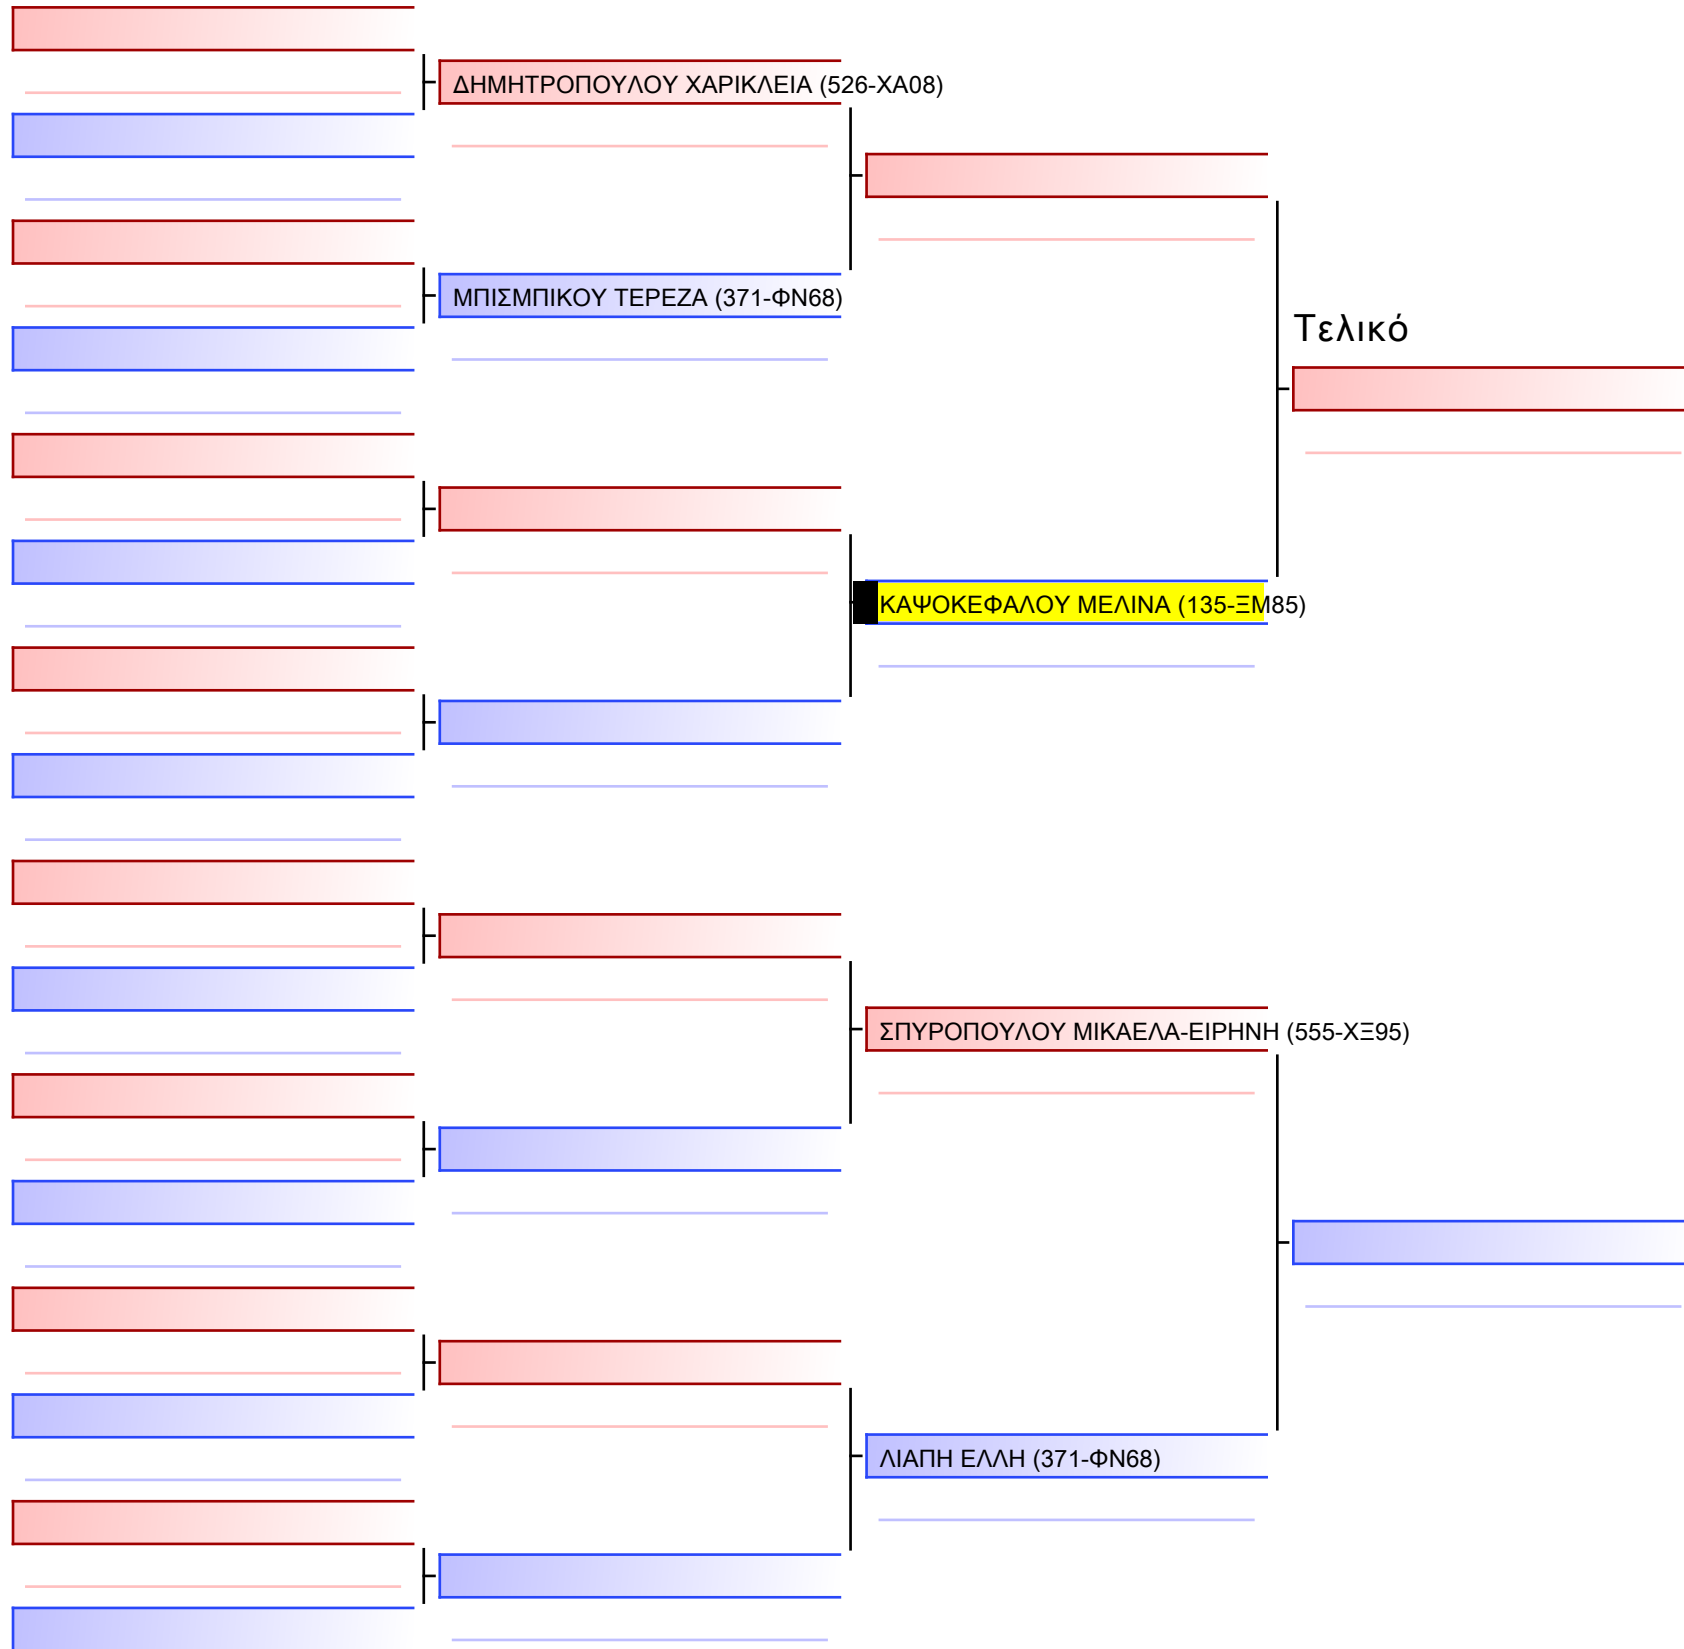 ΔΗΜΗΤΡΟΠΟΥΛΟΥ ΧΑΡΙΚΛΕΙΑ (526-ΧΑ08)
ΜΠΙΣΜΠΙΚΟΥ ΤΕΡΕΖΑ (371-ΦΝ68)
Τελικό
ΚΑΨΟΚΕΦΑΛΟΥ ΜΕΛΙΝΑ (135-ΞΜ85)
ΣΠΥΡΟΠΟΥΛΟΥ ΜΙΚΑΕΛΑ-ΕΙΡΗΝΗ (555-ΧΞ95)
ΛΙΑΠΗ ΕΛΛΗ (371-ΦΝ68)